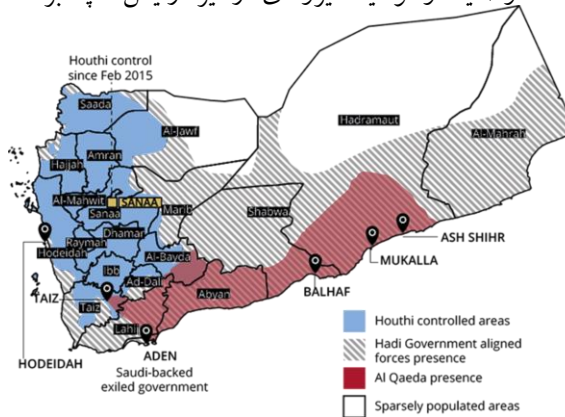 Houthi control
since Feb 2015
Saada
Al-Jawf
Hadramaut
Al-Mahrah
Hajjah
Amran
Al-Mahwit
SANAA
Sanaa
Marib
Shabwa
Dhamar
Rayman
Hodeidah
Al-Bayda
Ibb
Ad-Dal
Abyan
TAIZ
Taiz
Lahij
ASH SHIHR
MUKALLA
BALHAF
HODEIDAH
ADEN
Saudi-backed
exiled government
Houthi controlled areas
Hadi Government aligned
forces presence
Al Qaeda presence
Sparsely populated areas